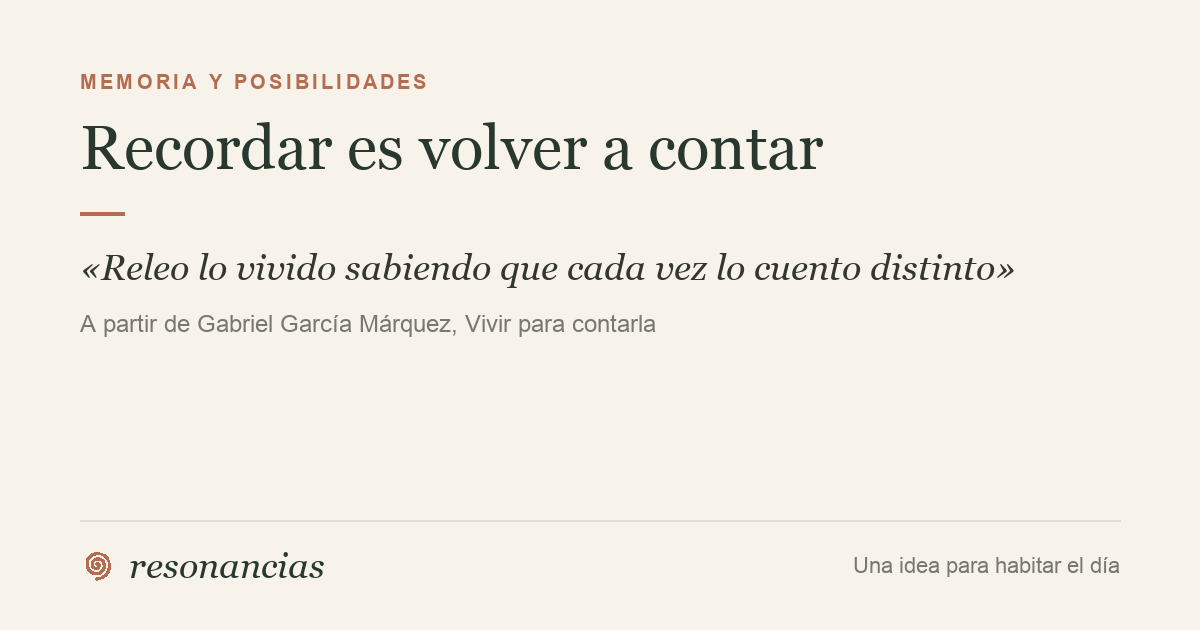 MEMORIA Y POSIBILIDADES
Recordar es volver a contar
«Releo lo vivido sabiendo que cada vez lo cuento distinto»
A partir de Gabriel García Márquez, Vivir para contarla
resonancias
Una idea para habitar el día